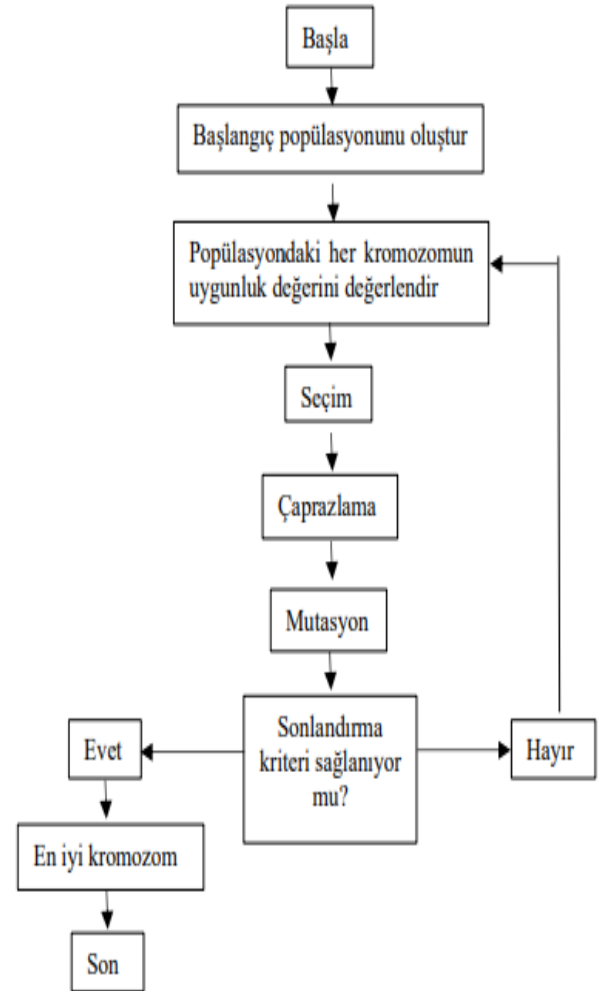 Başla
Başlangıç popülasyonunu oluştur
Popülasyondaki her kromozomun
uygunluk değerini değerlendir
Seçim
Çaprazlama
Mutasyon
Sonlandırma
kriteri sağlanıyor
mu?
Evet
Hayır
En iyi kromozom
Son